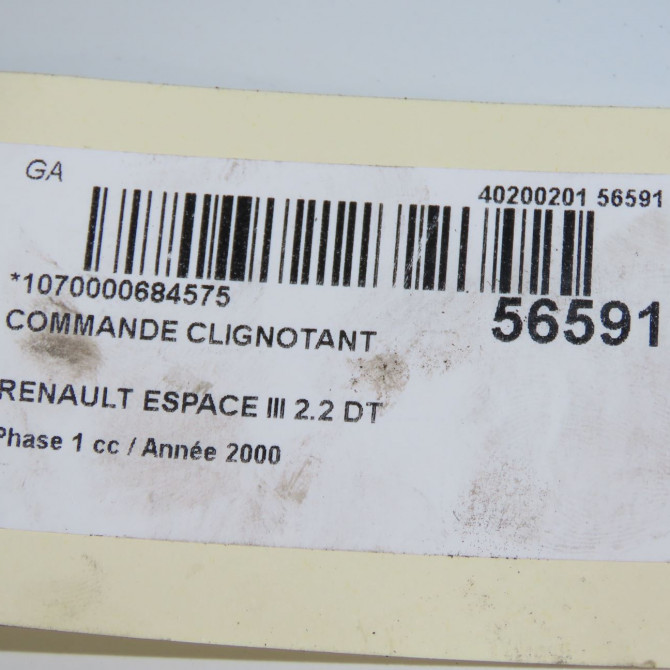 GA
40200201 56591
*1070000684575
56591
COMMANDE CLIGNOTANT
RENAULT ESPACE III 2.2 DT
Phase 1 cc / Année 2000